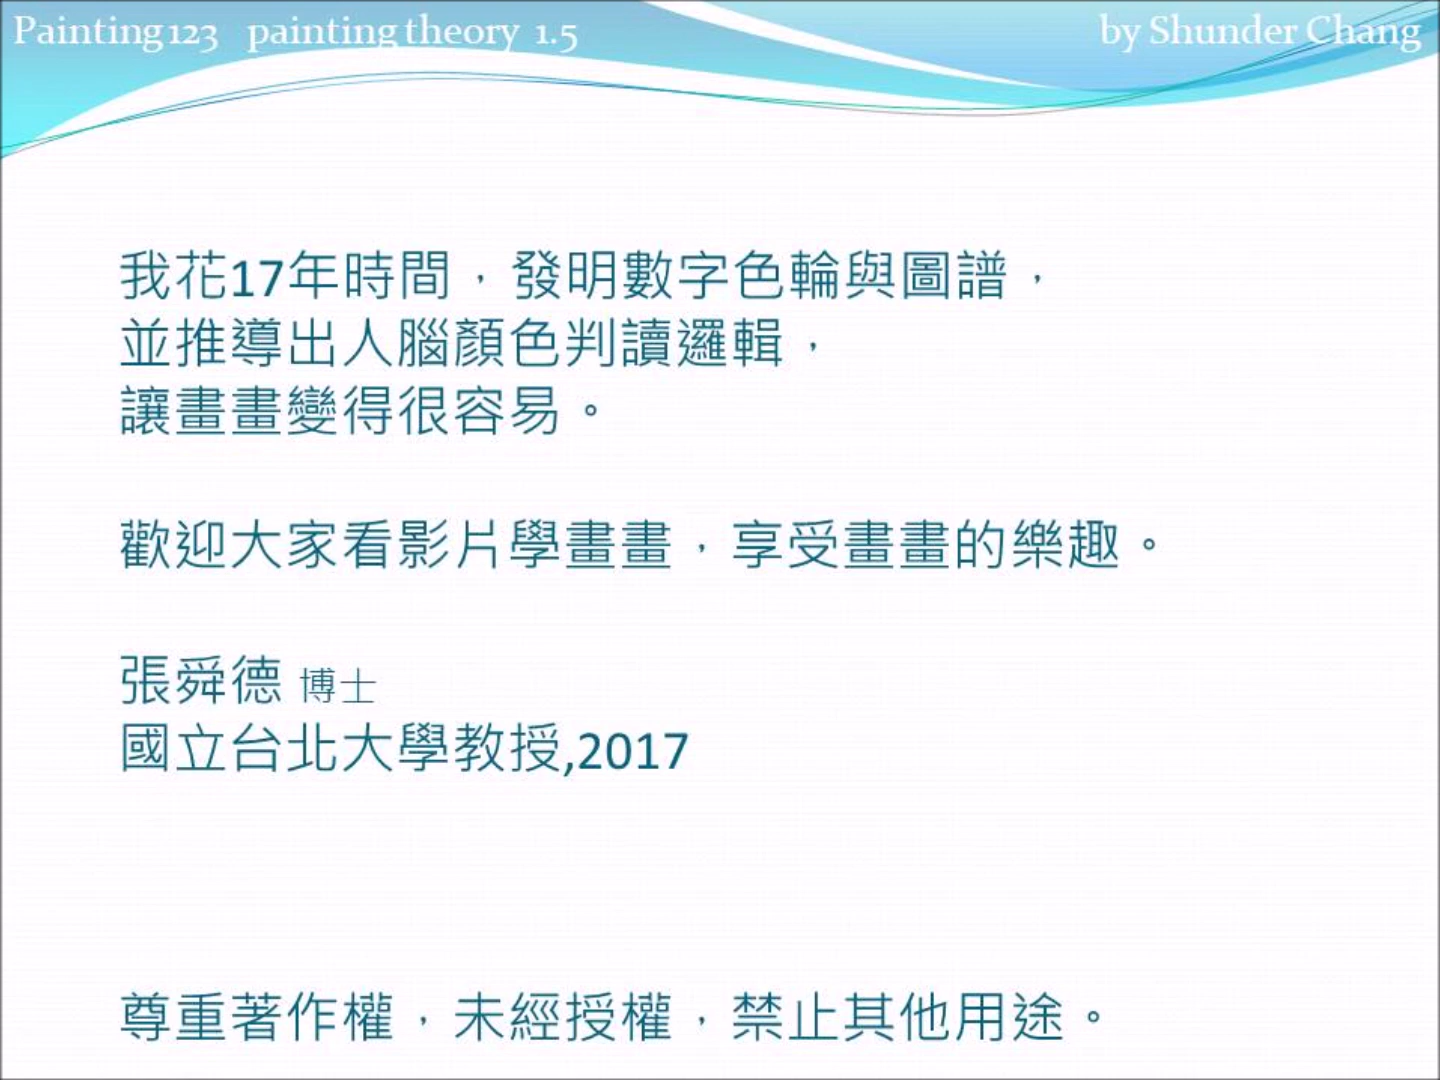 Painting 123 painting theory 1.5 by Shunder Chang
我花17年時間，發明數字色輪與圖譜，
並推導出人腦顏色判讀邏輯，
讓畫畫變得很容易。
歡迎大家看影片學畫畫，享受畫畫的樂趣。
張舜德 博士
國立台北大學教授,2017
尊重著作權，未經授權，禁止其他用途。